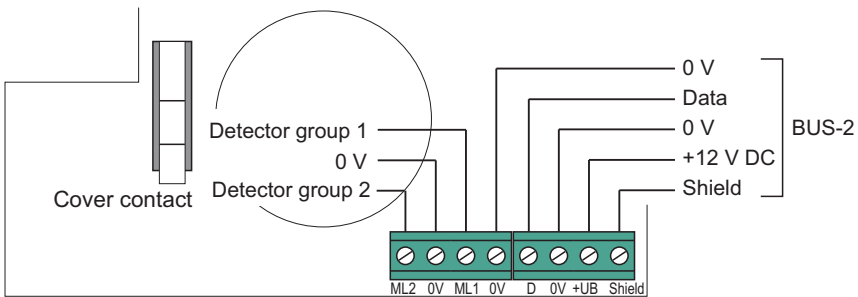 0 V
Data
Detector group 1
0 V
BUS-2
0 V
+12 V DC
Cover contact
Detector group 2
Shield
ML2 0V ML1 0V D 0V +UB Shield